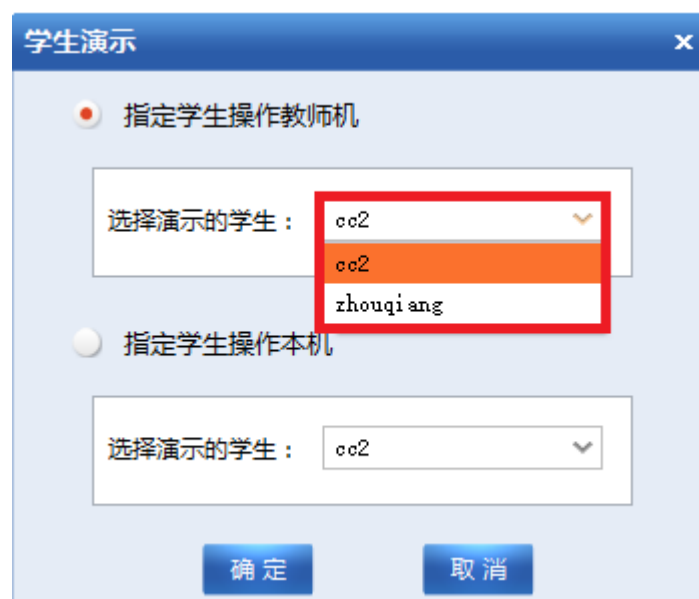 学生演示
指定学生操作教师机
选择演示的学生： cc2
cc2
zhouqiang
指定学生操作本机
选择演示的学生： cc2
确定 取消